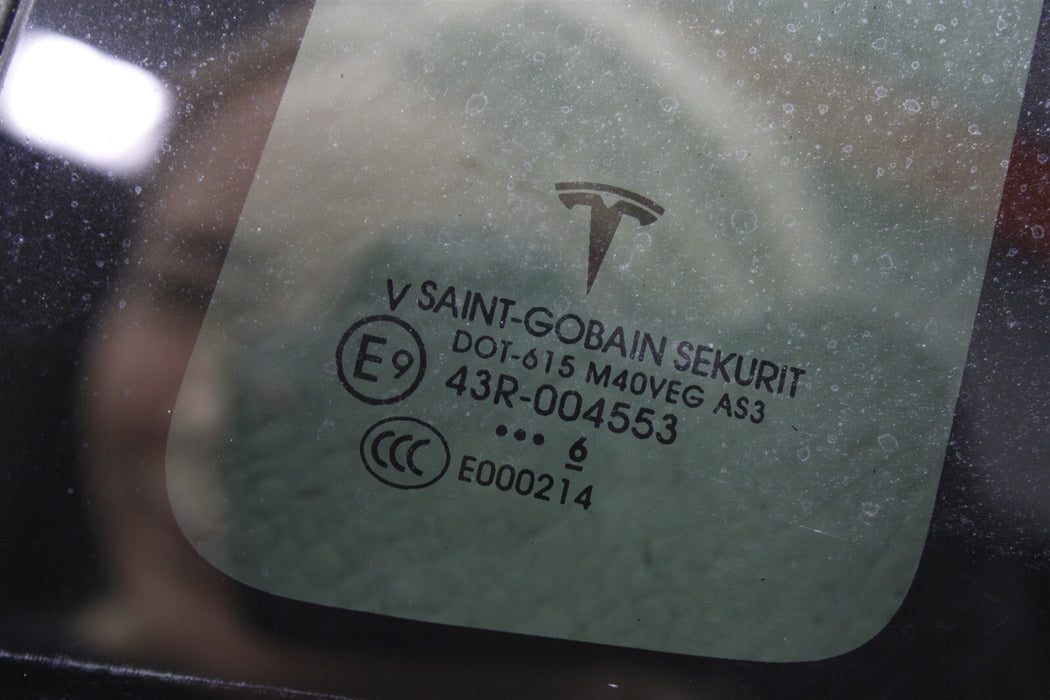 V SAINT-GOBAIN SEKURIT
E9
DOT-615 M40VEG AS3
43R-004553
••• 6
CCC
E000214